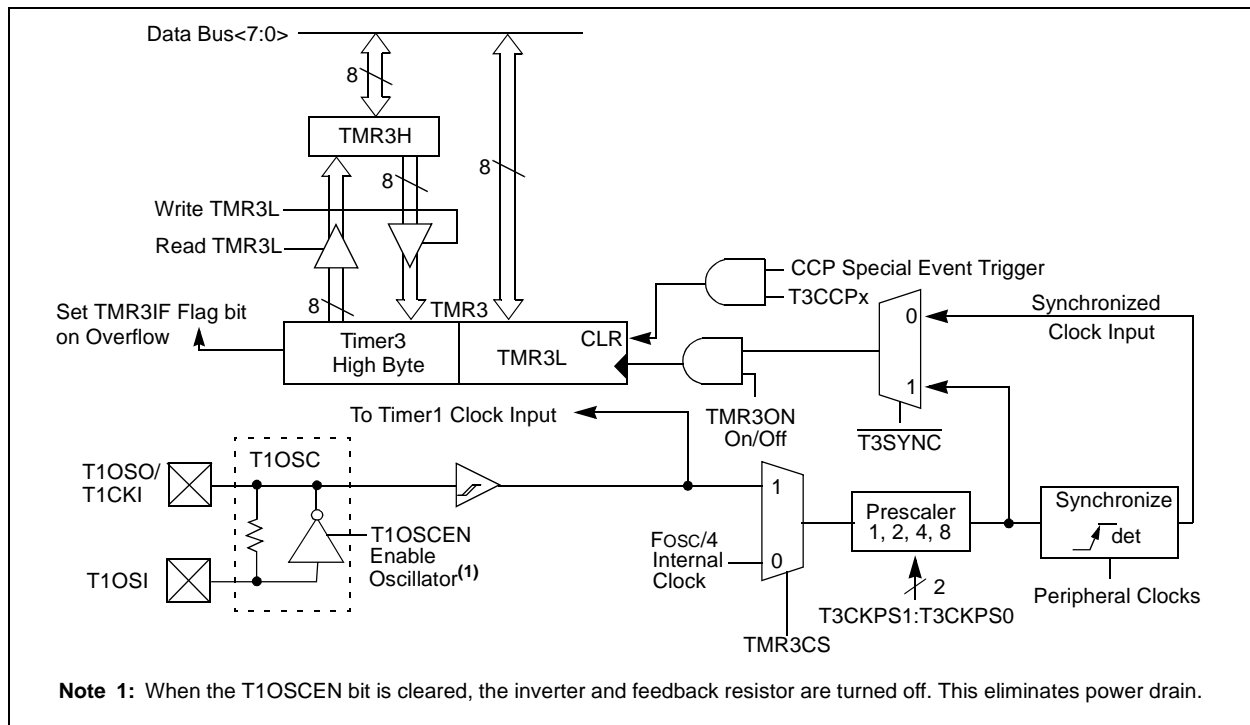 Data Bus<7:0>
8
TMR3H
8
8
Write TMR3L
Read TMR3L
8
TMR3
CCP Special Event Trigger
T3CCPx
Set TMR3IF Flag bit
on Overflow
Timer3
High Byte
TMR3L
CLR
0
1
Synchronized
Clock Input
TMR3ON
On/Off
T3SYNC
To Timer1 Clock Input
T1OSC
T1OSO/
T1CKI
T1OSCEN
Enable
Oscillator(1)
T1OSI
1
0
FOSC/4
Internal
Clock
Prescaler
1, 2, 4, 8
Synchronize
det
2
T3CKPS1:T3CKPS0
Peripheral Clocks
TMR3CS
Note 1: When the T1OSCEN bit is cleared, the inverter and feedback resistor are turned off. This eliminates power drain.